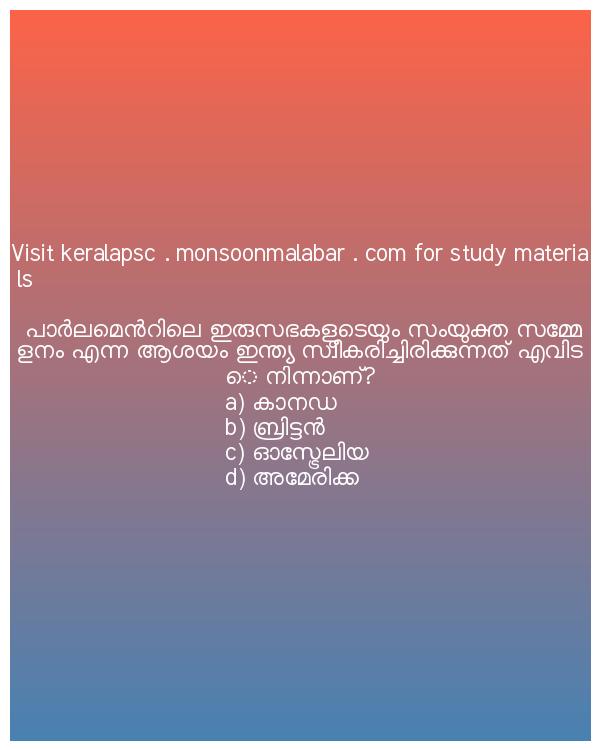 Visit keralapsc . monsoonmalabar . com for study materia
ls
പാർലമെൻറിലെ ഇരുസഭകളുടെയും സംയുക്ത സമ്മേ
ളനം എന്ന ആശയം ഇന്ത്യ സ്വീകരിച്ചിരിക്കുന്നത് എവിട
െ നിന്നാണ്?
a) കാനഡ
b) ബ്രിട്ടൻ
c) ഓസ്ട്രേലിയ
d) അമേരിക്ക